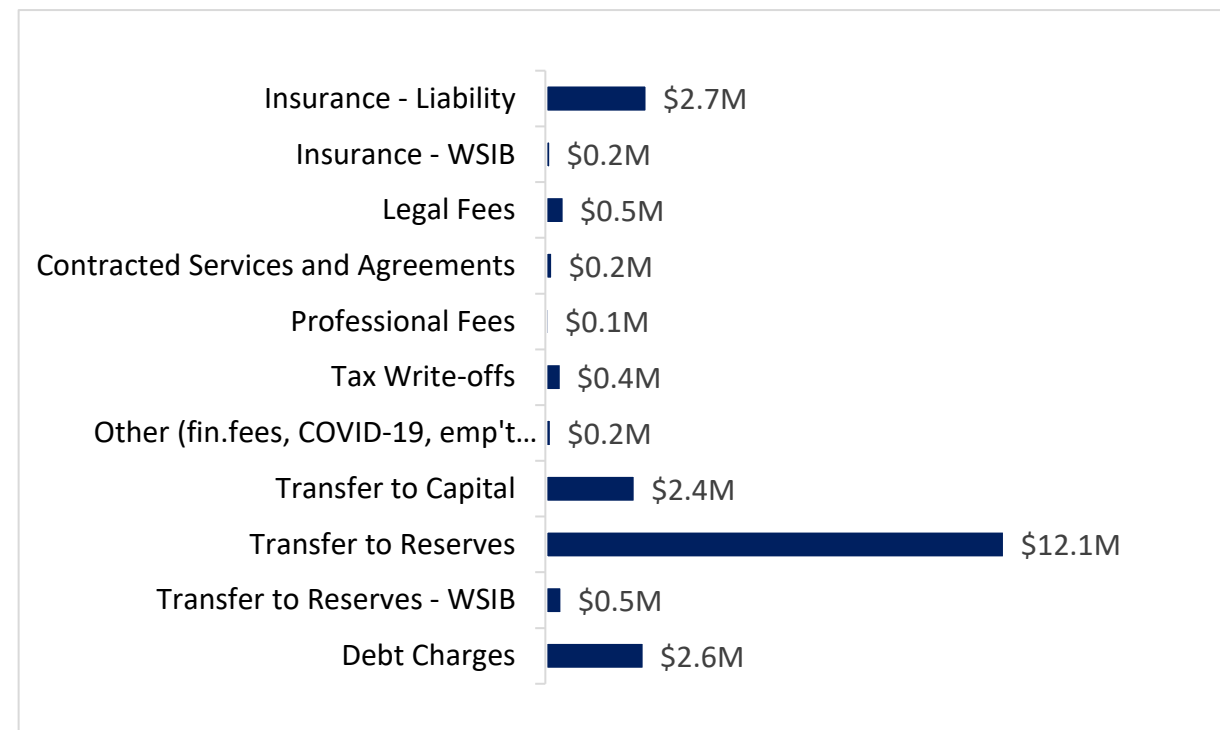 Insurance - Liability $2.7M
Insurance - WSIB $0.2M
Legal Fees $0.5M
Contracted Services and Agreements $0.2M
Professional Fees $0.1M
Tax Write-offs $0.4M
Other (fin.fees, COVID-19, emp't... $0.2M
Transfer to Capital $2.4M
Transfer to Reserves $12.1M
Transfer to Reserves - WSIB $0.5M
Debt Charges $2.6M